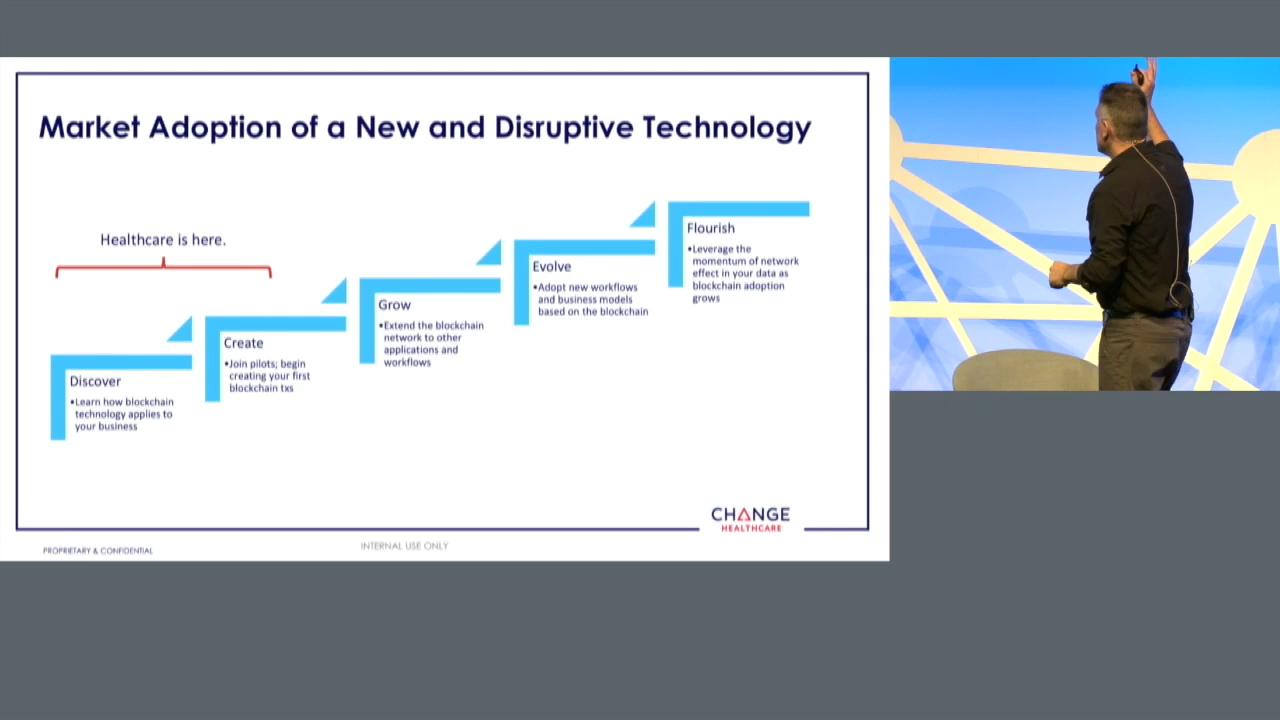 Market Adoption of a New and Disruptive Technology
Healthcare is here.
Discover
•Learn how blockchain
technology applies to
your business
Create
•Join pilots; begin
creating your first
blockchain txs
Grow
•Extend the blockchain
network to other
applications and
workflows
Evolve
•Adopt new workflows
and business models
based on the blockchain
Flourish
•Leverage the
momentum of network
effect in your data as
blockchain adoption
grows
CHANGE
HEALTHCARE
PROPRIETARY & CONFIDENTIAL
INTERNAL USE ONLY